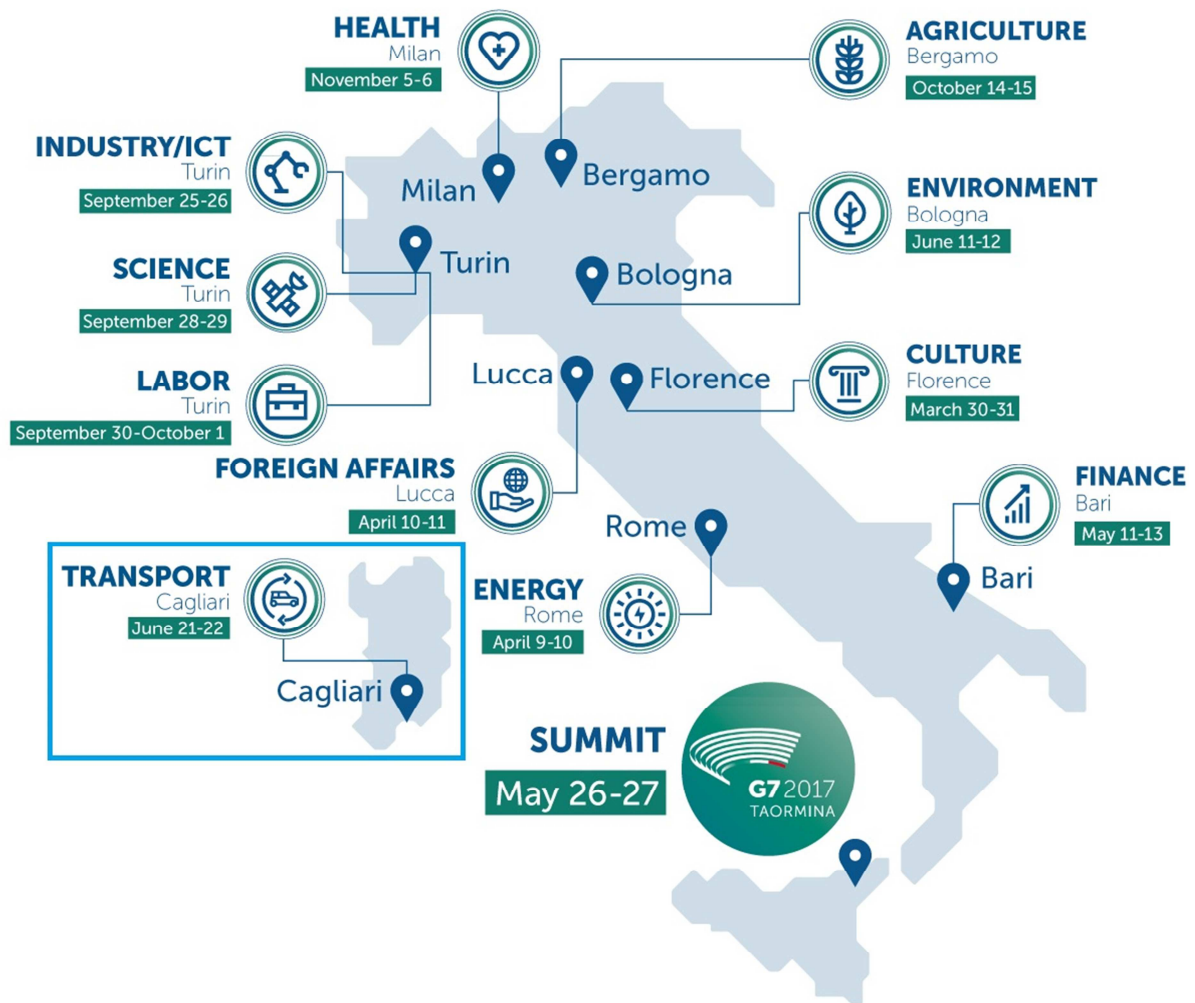 HEALTH
Milan
November 5-6
AGRICULTURE
Bergamo
October 14-15
INDUSTRY/ICT
Turin
September 25-26
Milan
Bergamo
ENVIRONMENT
Bologna
June 11-12
SCIENCE
Turin
September 28-29
Turin
Bologna
LABOR
Turin
September 30-October 1
Lucca
Florence
CULTURE
Florence
March 30-31
FOREIGN AFFAIRS
Lucca
April 10-11
Rome
FINANCE
Bari
May 11-13
TRANSPORT
Cagliari
June 21-22
Cagliari
ENERGY
Rome
April 9-10
Bari
SUMMIT
May 26-27
G7 2017
TAORMINA